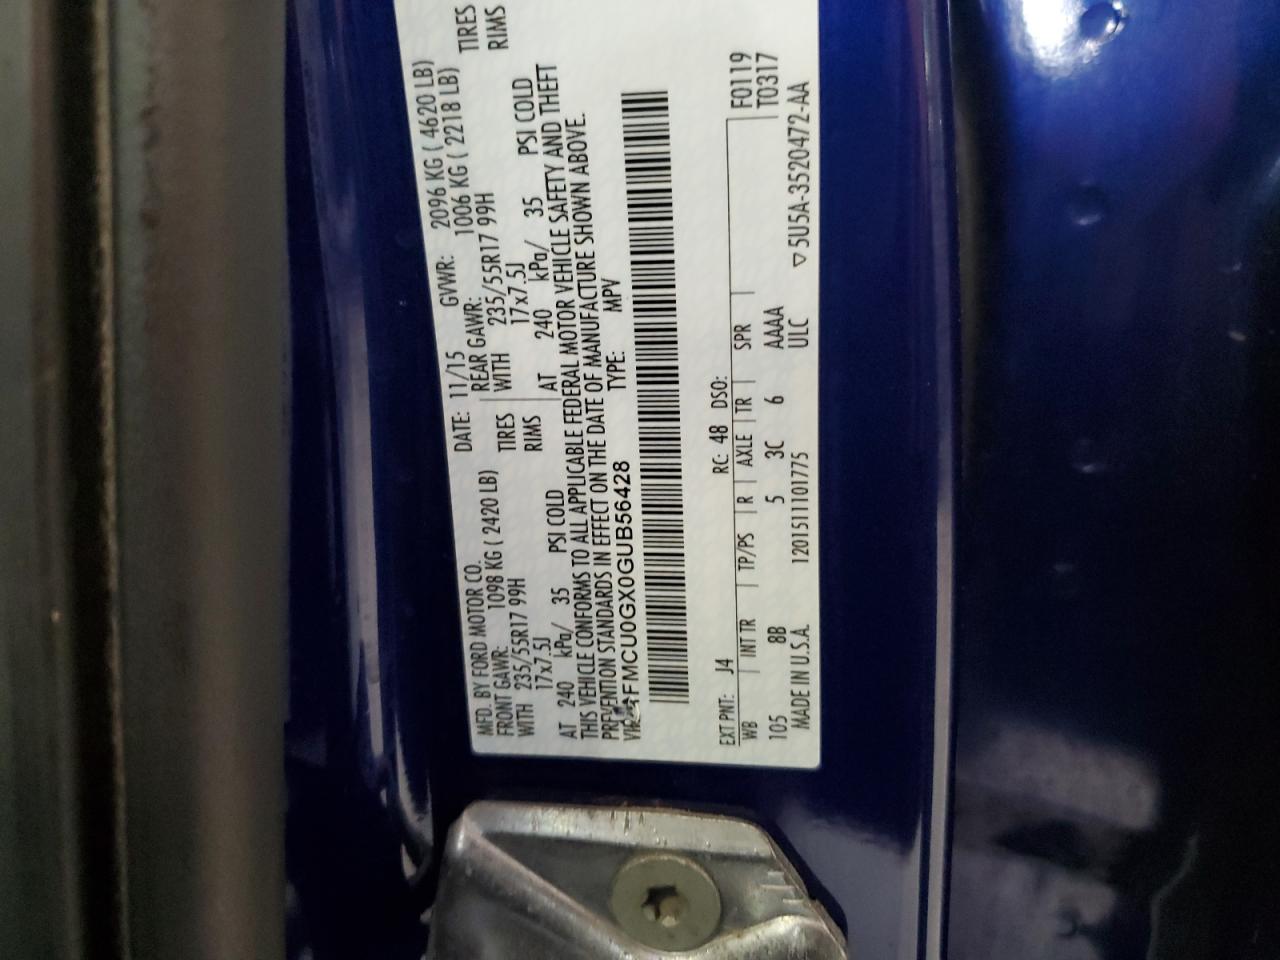 MFD. BY FORD MOTOR CO.
DATE: 11/15 GVWR: 2096 KG ( 4620 LB)
FRONT GAWR: 1098 KG ( 2420 LB) REAR GAWR: 1006 KG ( 2218 LB)
WITH 235/55R17 99H TIRES WITH 235/55R17 99H TIRES
17x7.5J RIMS 17x7.5J RIMS
AT 240 kPa/ 35 PSI COLD AT 240 kPa/ 35 PSI COLD
THIS VEHICLE CONFORMS TO ALL APPLICABLE FEDERAL MOTOR VEHICLE SAFETY AND THEFT
PREVENTION STANDARDS IN EFFECT ON THE DATE OF MANUFACTURE SHOWN ABOVE.
FMCU0GX0GUB56428 TYPE: MPV
EXT PNT: J4 RC: 48 DSO: F0119
WB INT TR TP/PS R AXLE TR SPR T0317
105 8B 5 3C 6 AAAA
MADE IN U.S.A. 1201511101775 ULC ▽5U5A-3520472-AA